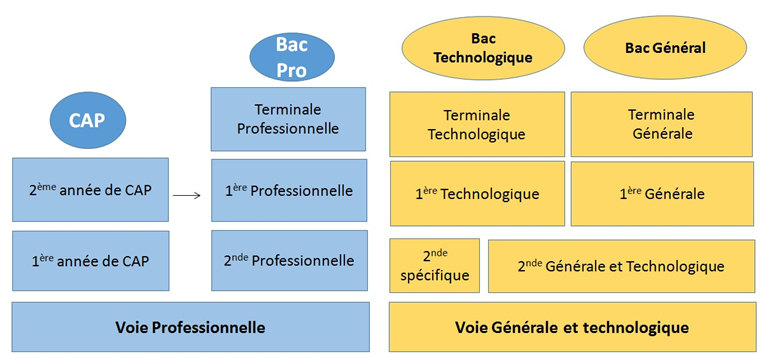 CAP
2ème année de CAP
1ère année de CAP
Bac
Pro
Terminale
Professionnelle
1ère Professionnelle
2nde Professionnelle
Voie Professionnelle
Bac
Technologique
Terminale
Technologique
1ère Technologique
Bac Général
Terminale
Générale
1ère Générale
2nde
spécifique
2nde Générale et Technologique
Voie Générale et technologique